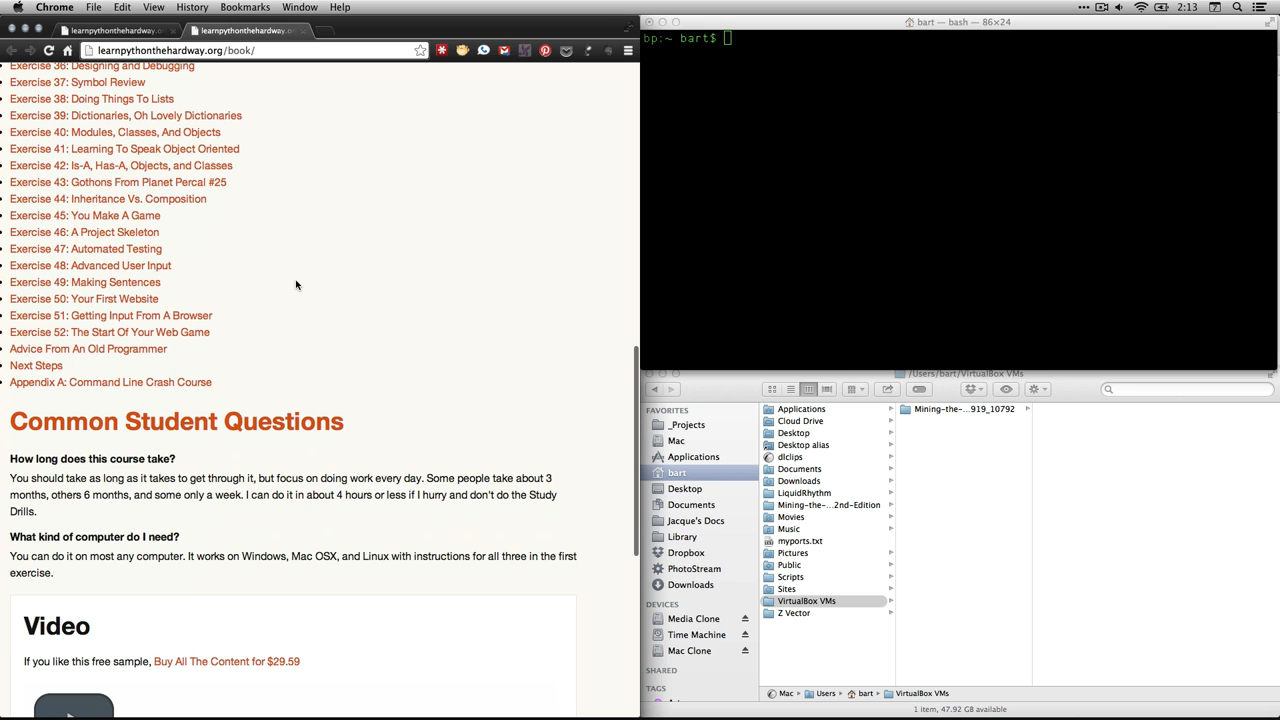 Chrome File Edit View History Bookmarks Window Help 2:13
learnpythonthehardway.org learnpythonthehardway.org
learnpythonthehardway.org/book/
Exercise 36: Designing and Debugging
Exercise 37: Symbol Review
Exercise 38: Doing Things To Lists
Exercise 39: Dictionaries, Oh Lovely Dictionaries
Exercise 40: Modules, Classes, And Objects
Exercise 41: Learning To Speak Object Oriented
Exercise 42: Is-A, Has-A, Objects, and Classes
Exercise 43: Gothons From Planet Percal #25
Exercise 44: Inheritance Vs. Composition
Exercise 45: You Make A Game
Exercise 46: A Project Skeleton
Exercise 47: Automated Testing
Exercise 48: Advanced User Input
Exercise 49: Making Sentences
Exercise 50: Your First Website
Exercise 51: Getting Input From A Browser
Exercise 52: The Start Of Your Web Game
Advice From An Old Programmer
Next Steps
Appendix A: Command Line Crash Course
Common Student Questions
How long does this course take?
You should take as long as it takes to get through it, but focus on doing work every day. Some people take about 3
months, others 6 months, and some only a week. I can do it in about 4 hours or less if I hurry and don't do the Study
Drills.
What kind of computer do I need?
You can do it on most any computer. It works on Windows, Mac OSX, and Linux with instructions for all three in the first
exercise.
Video
If you like this free sample, Buy All The Content for $29.59
bart — bash — 86×24
bp:~ bart$
/Users/bart/VirtualBox VMs
FAVORITES
_Projects
Mac
Applications
bart
Desktop
Documents
Jacque's Docs
Library
Dropbox
PhotoStream
Downloads
DEVICES
Media Clone
Time Machine
Mac Clone
SHARED
TAGS
Applications
Cloud Drive
Desktop
Desktop alias
dlclips
Documents
Downloads
LiquidRhythm
Mining-the-...2nd-Edition
Movies
Music
myports.txt
Pictures
Public
Scripts
Sites
VirtualBox VMs
Z Vector
Mining-the-...919_10792
Mac Users bart VirtualBox VMs
1 item, 47.92 GB available